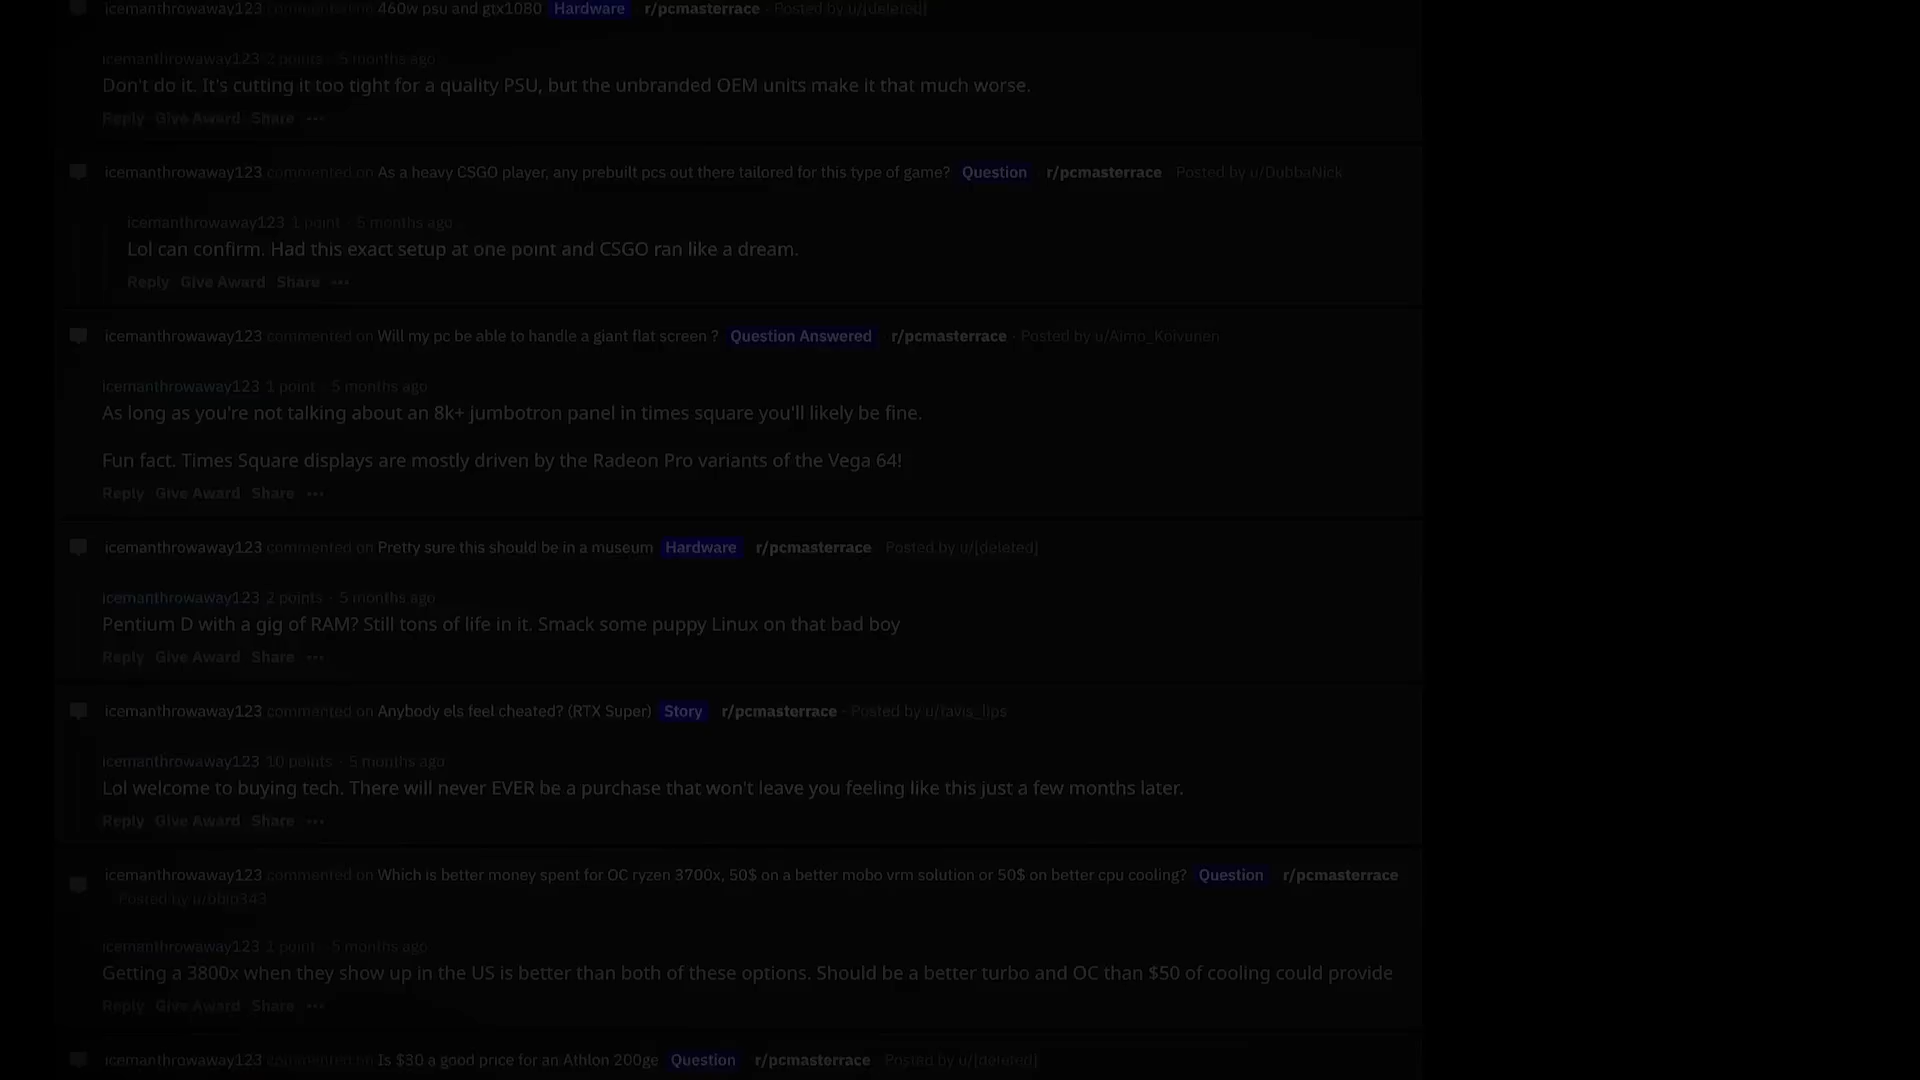 icemanthrowaway123 commented on 460w psu and gtx1080 Hardware r/pcmasterrace · Posted by u/[deleted]
icemanthrowaway123 2 points · 5 months ago
Don't do it. It's cutting it too tight for a quality PSU, but the unbranded OEM units make it that much worse.
Reply Give Award Share ···
icemanthrowaway123 commented on As a heavy CSGO player, any prebuilt pcs out there tailored for this type of game? Question r/pcmasterrace Posted by u/DubbaNick
icemanthrowaway123 1 point · 5 months ago
Lol can confirm. Had this exact setup at one point and CSGO ran like a dream.
Reply Give Award Share ···
icemanthrowaway123 commented on Will my pc be able to handle a giant flat screen ? Question Answered r/pcmasterrace · Posted by u/Aimo_Koivunen
icemanthrowaway123 1 point · 5 months ago
As long as you're not talking about an 8k+ jumbotron panel in times square you'll likely be fine.
Fun fact. Times Square displays are mostly driven by the Radeon Pro variants of the Vega 64!
Reply Give Award Share ···
icemanthrowaway123 commented on Pretty sure this should be in a museum Hardware r/pcmasterrace Posted by u/[deleted]
icemanthrowaway123 2 points · 5 months ago
Pentium D with a gig of RAM? Still tons of life in it. Smack some puppy Linux on that bad boy
Reply Give Award Share ···
icemanthrowaway123 commented on Anybody els feel cheated? (RTX Super) Story r/pcmasterrace · Posted by
icemanthrowaway123 10 points · 5 months ago
Lol welcome to buying tech. There will never EVER be a purchase that won't leave you feeling like this just a few months later.
Reply Give Award Share ···
icemanthrowaway123 commented on Which is better money spent for OC ryzen 3700x, 50$ on a better mobo vrm solution or 50$ on better cpu cooling? Question r/pcmasterrace
Posted by
icemanthrowaway123 1 point · 5 months ago
Getting a 3800x when they show up in the US is better than both of these options. Should be a better turbo and OC than $50 of cooling could provide
Reply Give Award Share ···
icemanthrowaway123 commented on Is $30 a good price for an Athlon 200ge Question r/pcmasterrace Posted by u/[deleted]